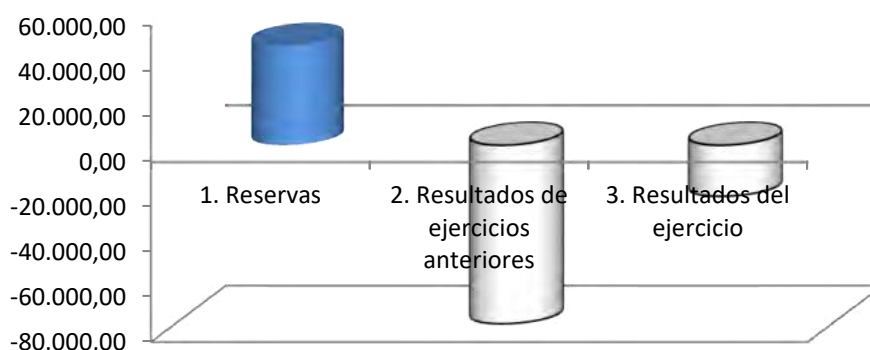 60.000,00
40.000,00
20.000,00
0,00
-20.000,00
-40.000,00
-60.000,00
-80.000,00
1. Reservas
2. Resultados de
ejercicios
anteriores
3. Resultados del
ejercicio